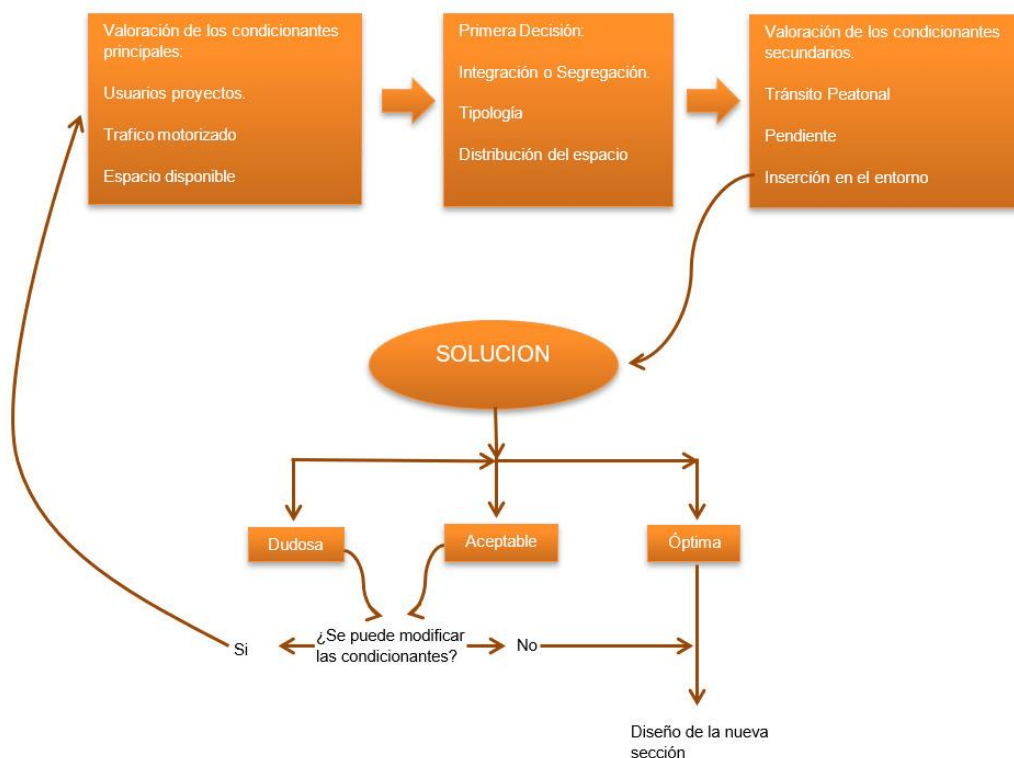 Valoración de los condicionantes
principales:
Usuarios proyectos.
Trafico motorizado
Espacio disponible
Primera Decisión:
Integración o Segregación.
Tipología
Distribución del espacio
Valoración de los condicionantes
secundarios.
Tránsito Peatonal
Pendiente
Inserción en el entorno
SOLUCION
Dudosa
Aceptable
Óptima
Si
¿Se puede modificar
las condicionantes?
No
Diseño de la nueva
sección